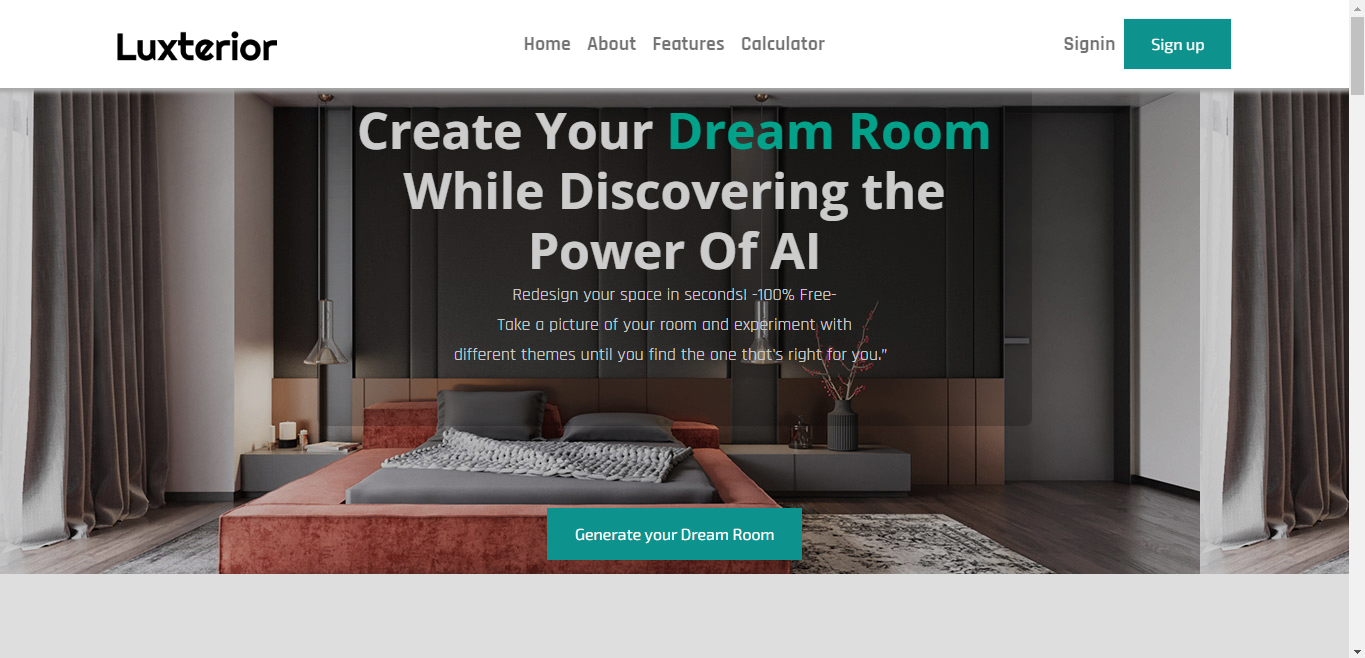 Luxterior
Home About Features Calculator
Signin Sign up
Create Your Dream Room
While Discovering the
Power Of AI
Redesign your space in seconds! -100% Free-
Take a picture of your room and experiment with
different themes until you find the one that's right for you.”
Generate your Dream Room